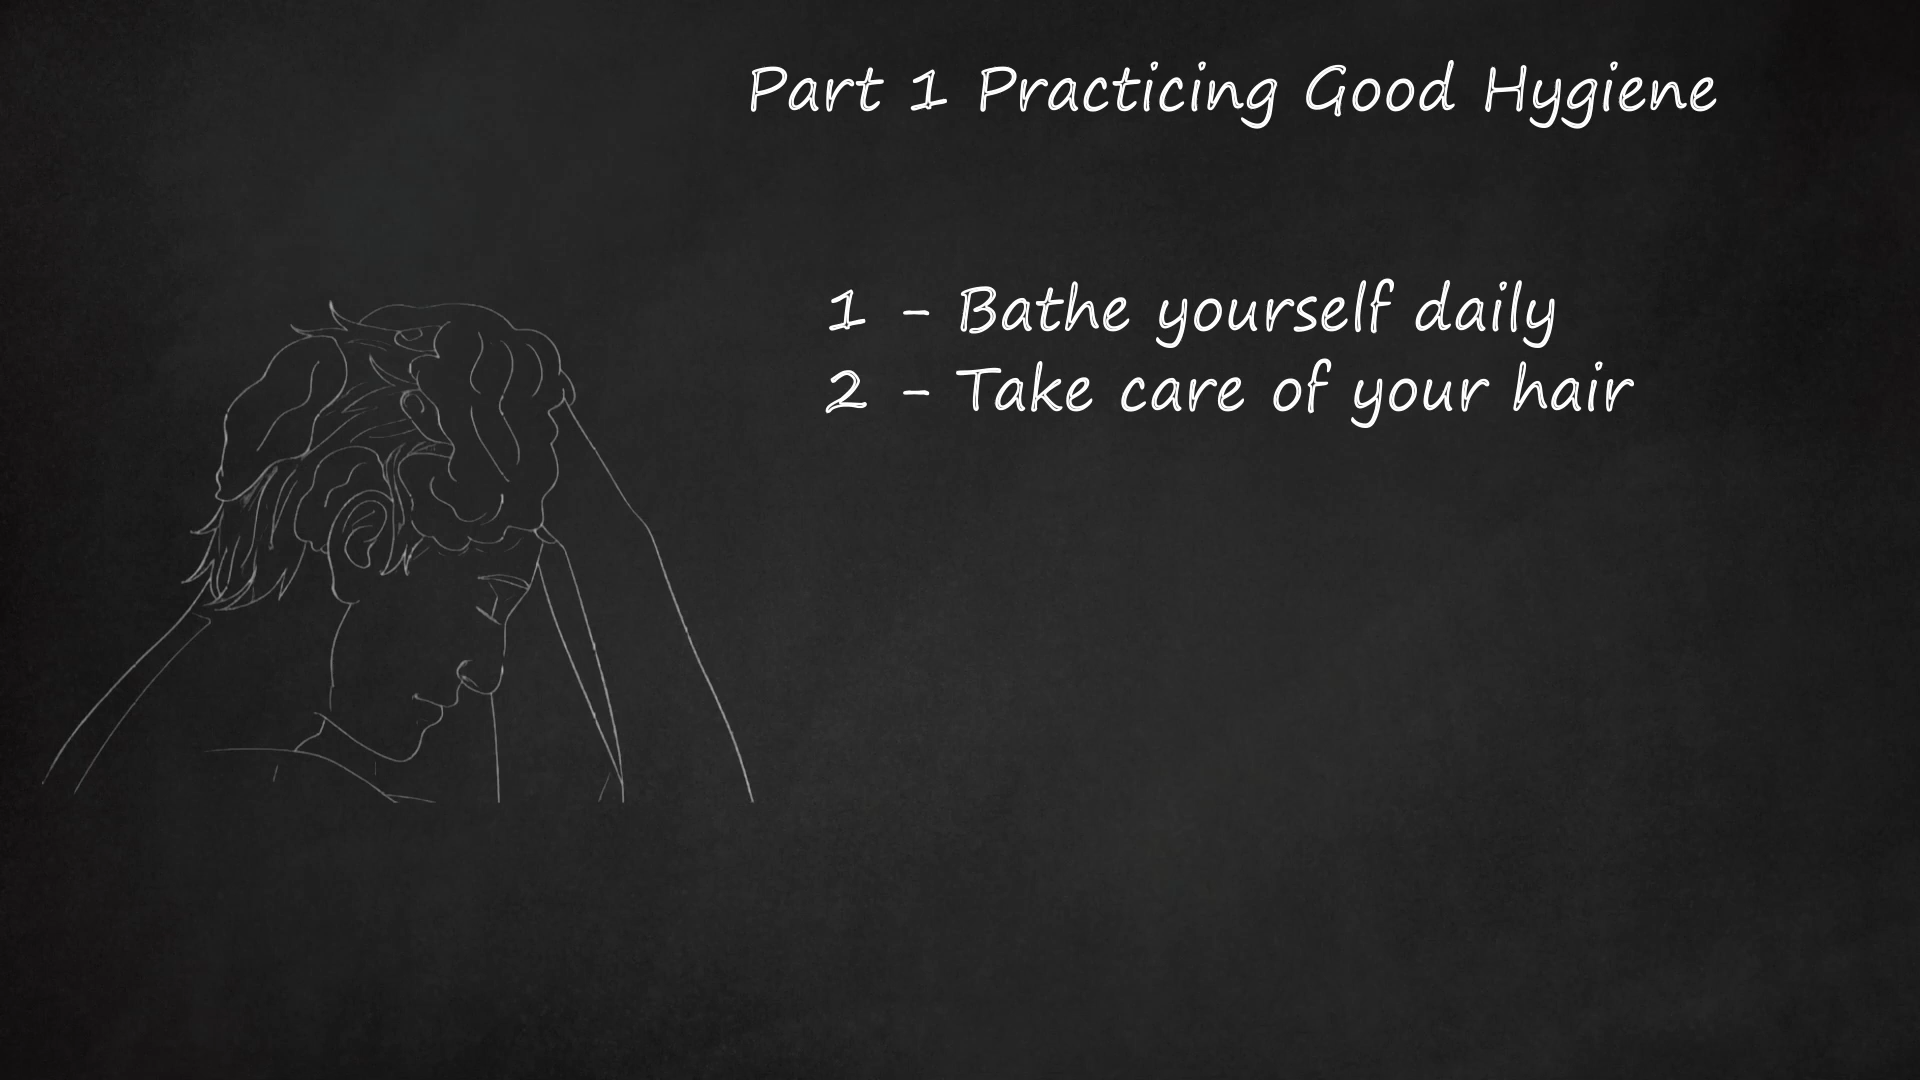 Part 1 Practicing Good Hygiene
1 - Bathe yourself daily
2 - Take care of your hair